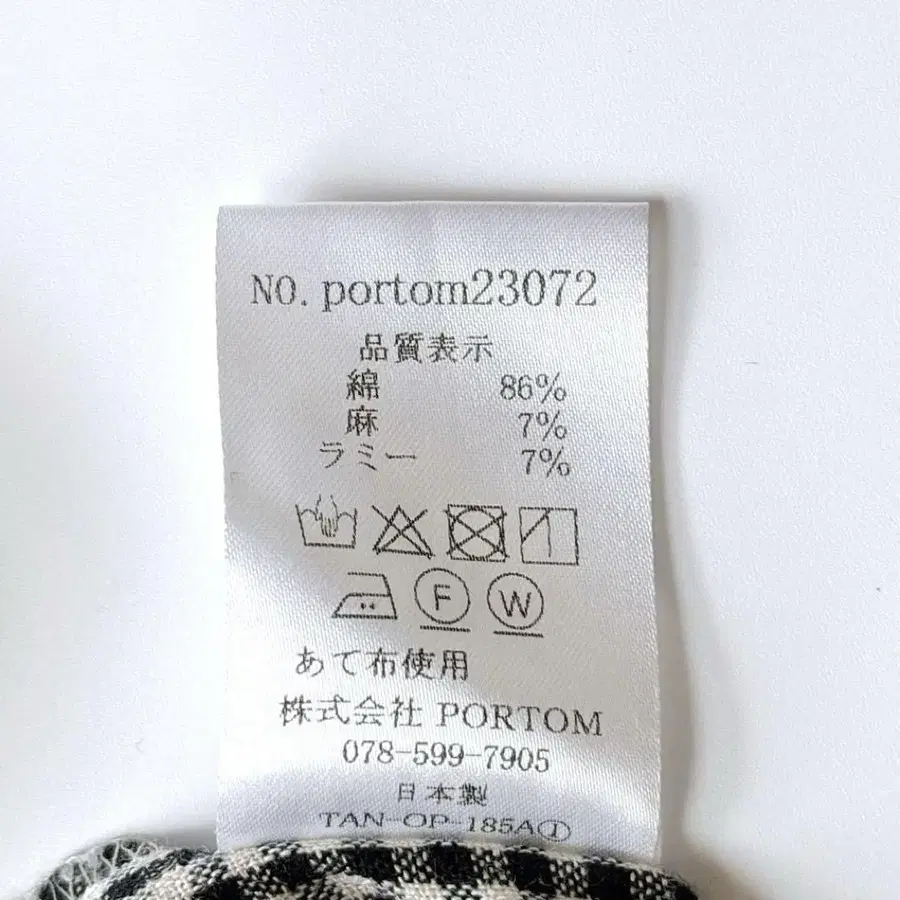 NO. portom23072
品質表示
綿 86%
麻 7%
ラミー 7%
F W
あて布使用
株式会社 PORTOM
078-599-7905
日本製
TAN-OP-185A①